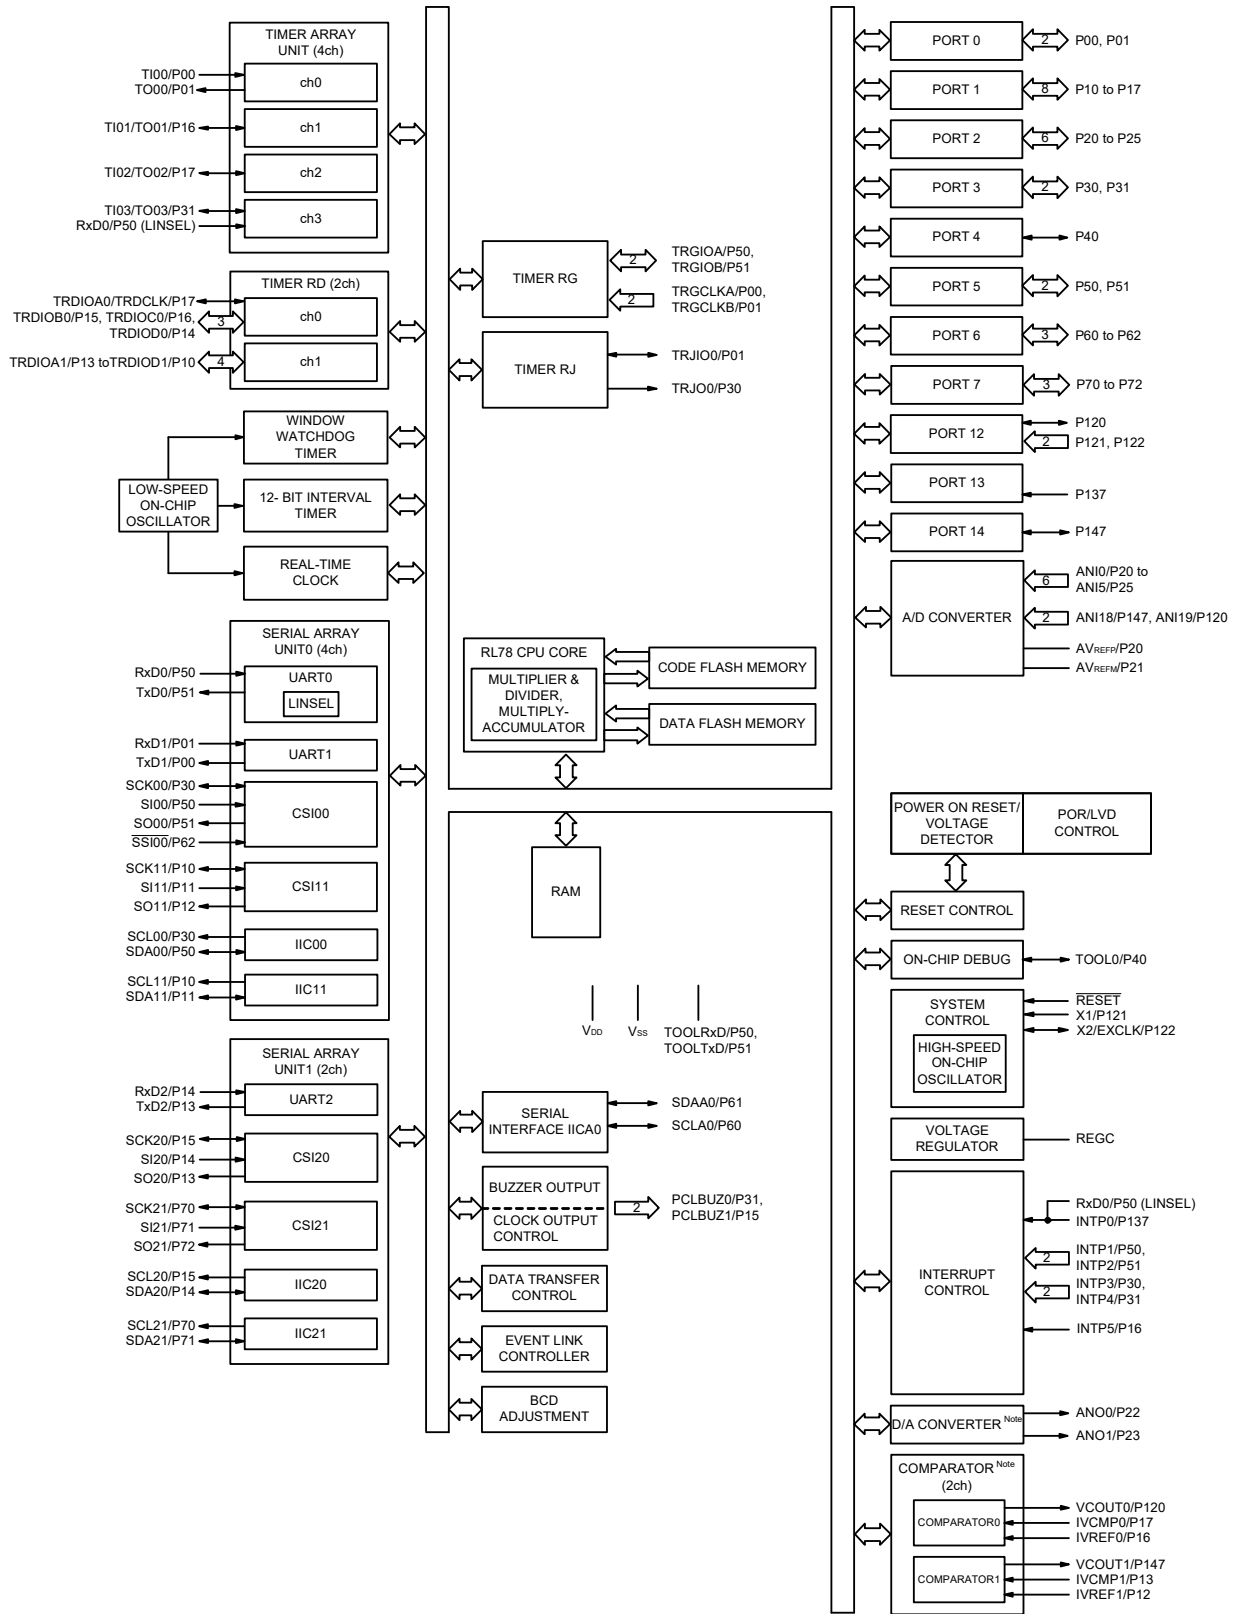 TIMER ARRAY
UNIT (4ch)
TI00/P00
TO00/P01
ch0
TI01/TO01/P16
ch1
TI02/TO02/P17
ch2
TI03/TO03/P31
RxD0/P50 (LINSEL)
ch3
TIMER RD (2ch)
TRDIOA0/TRDCLK/P17
TRDIOB0/P15, TRDIOC0/P16,
TRDIOD0/P14
3
ch0
TRDIOA1/P13 toTRDIOD1/P10
4
ch1
WINDOW
WATCHDOG
TIMER
LOW-SPEED
ON-CHIP
OSCILLATOR
12- BIT INTERVAL
TIMER
REAL-TIME
CLOCK
SERIAL ARRAY
UNIT0 (4ch)
RxD0/P50
TxD0/P51
UART0
LINSEL
RxD1/P01
TxD1/P00
UART1
SCK00/P30
SI00/P50
SO00/P51
SSI00/P62
CSI00
SCK11/P10
SI11/P11
SO11/P12
CSI11
SCL00/P30
SDA00/P50
IIC00
SCL11/P10
SDA11/P11
IIC11
SERIAL ARRAY
UNIT1 (2ch)
RxD2/P14
TxD2/P13
UART2
SCK20/P15
SI20/P14
SO20/P13
CSI20
SCK21/P70
SI21/P71
SO21/P72
CSI21
SCL20/P15
SDA20/P14
IIC20
SCL21/P70
SDA21/P71
IIC21
TIMER RG
2
TRGIOA/P50,
TRGIOB/P51
2
TRGCLKA/P00,
TRGCLKB/P01
TIMER RJ
TRJIO0/P01
TRJO0/P30
RL78 CPU CORE
MULTIPLIER &
DIVIDER,
MULTIPLY-
ACCUMULATOR
CODE FLASH MEMORY
DATA FLASH MEMORY
RAM
VDD
VSS
TOOLRxD/P50,
TOOLTxD/P51
SERIAL
INTERFACE IICA0
SDAA0/P61
SCLA0/P60
BUZZER OUTPUT
CLOCK OUTPUT
CONTROL
2
PCLBUZ0/P31,
PCLBUZ1/P15
DATA TRANSFER
CONTROL
EVENT LINK
CONTROLLER
BCD
ADJUSTMENT
PORT 0
2
P00, P01
PORT 1
8
P10 to P17
PORT 2
6
P20 to P25
PORT 3
2
P30, P31
PORT 4
P40
PORT 5
2
P50, P51
PORT 6
3
P60 to P62
PORT 7
3
P70 to P72
PORT 12
P120
2
P121, P122
PORT 13
P137
PORT 14
P147
A/D CONVERTER
6
ANI0/P20 to
ANI5/P25
2
ANI18/P147, ANI19/P120
AVREFP/P20
AVREFM/P21
POWER ON RESET/
VOLTAGE
DETECTOR
POR/LVD
CONTROL
RESET CONTROL
ON-CHIP DEBUG
TOOL0/P40
SYSTEM
CONTROL
HIGH-SPEED
ON-CHIP
OSCILLATOR
RESET
X1/P121
X2/EXCLK/P122
VOLTAGE
REGULATOR
REGC
INTERRUPT
CONTROL
RxD0/P50 (LINSEL)
INTP0/P137
2
INTP1/P50,
INTP2/P51
2
INTP3/P30,
INTP4/P31
INTP5/P16
D/A CONVERTER Note
ANO0/P22
ANO1/P23
COMPARATOR Note
(2ch)
COMPARATOR0
VCOUT0/P120
IVCMP0/P17
IVREF0/P16
COMPARATOR1
VCOUT1/P147
IVCMP1/P13
IVREF1/P12